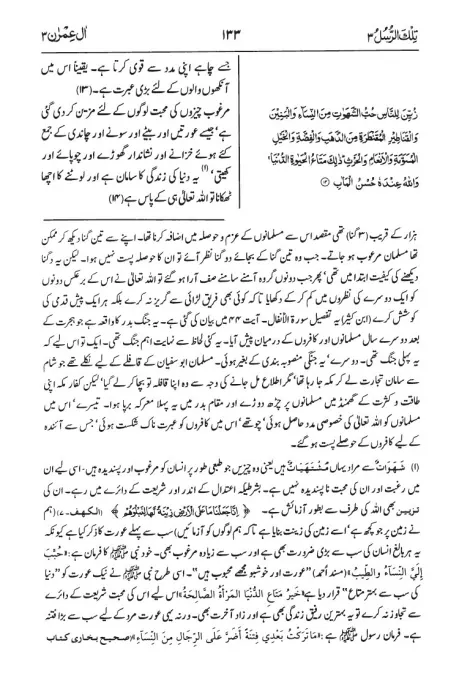 تِلْكَ الرُّسُلُ ۳
۱۳۳
اٰل عِمْرٰن ۳
زُيِّنَ لِلنَّاسِ حُبُّ الشَّهَوٰتِ مِنَ النِّسَآءِ وَالْبَنِيْنَ
وَالْقَنَاطِيْرِ الْمُقَنْطَرَةِ مِنَ الذَّهَبِ وَالْفِضَّةِ وَالْخَيْلِ
الْمُسَوَّمَةِ وَالْاَنْعَامِ وَالْحَرْثِ ذٰلِكَ مَتَاعُ الْحَيٰوةِ الدُّنْيَا
وَاللّٰهُ عِنْدَهٗ حُسْنُ الْمَاٰبِ
جسے چاہے اپنی مدد سے قوی کرتا ہے۔ یقیناً اس میں
آنکھوں والوں کے لئے بڑی عبرت ہے۔ (۱۳)
مرغوب چیزوں کی محبت لوگوں کے لئے مزین کر دی گئی
ہے، جیسے عورتیں اور بیٹے اور سونے اور چاندی کے جمع
کئے ہوئے خزانے اور نشاندار گھوڑے اور چوپائے اور
کھیتی، (۱) یہ دنیا کی زندگی کا سامان ہے اور لوٹنے کا اچھا
ٹھکانا تو اللہ تعالیٰ ہی کے پاس ہے (۱۴)
ہزار کے قریب (۳ گنا) تھی مقصد اس سے مسلمانوں کے عزم و حوصلہ میں اضافہ کرنا تھا۔ اپنے سے تین گنا دیکھ کر ممکن
تھا مسلمان مرعوب ہو جاتے۔ جب وہ تین گنا کے بجائے دو گنا نظر آئے تو ان کا حوصلہ پست نہیں ہوا۔ لیکن یہ دگنا
دیکھنے کی کیفیت ابتدا میں تھی، پھر جب دونوں گروہ آمنے سامنے صف آرا ہو گئے تو اللہ تعالیٰ نے اس کے برعکس دونوں
کو ایک دوسرے کی نظروں میں کم کر کے دکھایا تاکہ کوئی بھی فریق لڑائی سے گریز نہ کرے بلکہ ہر ایک پیش قدمی کی
کوشش کرے (ابن کثیر) یہ تفصیل سورۃ الأنفال۔ آیت ۴۴ میں بیان کی گئی ہے۔ یہ جنگ بدر کا واقعہ ہے جو ہجرت کے
بعد دوسرے سال مسلمانوں اور کافروں کے درمیان پیش آیا۔ یہ کئی لحاظ سے نہایت اہم جنگ تھی۔ ایک تو اس لیے کہ
یہ پہلی جنگ تھی۔ دوسرے، یہ جنگی منصوبہ بندی کے بغیر ہوئی۔ مسلمان ابوسفیان کے قافلے کے لیے نکلے تھے جو شام
سے سامان تجارت لے کر مکہ جا رہا تھا، مگر اطلاع مل جانے کی وجہ سے وہ اپنا قافلہ تو بچا کر لے گیا، لیکن کفار مکہ اپنی
طاقت و کثرت کے گھمنڈ میں مسلمانوں پر چڑھ دوڑے اور مقام بدر میں یہ پہلا معرکہ برپا ہوا۔ تیسرے، اس میں
مسلمانوں کو اللہ تعالیٰ کی خصوصی مدد حاصل ہوئی، چوتھے، اس میں کافروں کو عبرت ناک شکست ہوئی، جس سے آئندہ
کے لیے کافروں کے حوصلے پست ہو گئے۔
(۱) شَهَوَاتٌ سے مراد یہاں مُشْتَهَيَاتٌ ہیں یعنی وہ چیزیں جو طبعی طور پر انسان کو مرغوب اور پسندیدہ ہیں۔ اسی لیے ان
میں رغبت اور ان کی محبت ناپسندیدہ نہیں ہے۔ بشرطیکہ اعتدال کے اندر اور شریعت کے دائرے میں رہے۔ ان کی
تزیین بھی اللہ کی طرف سے بطور آزمائش ہے۔ ﴿ اِنَّا جَعَلْنَا مَا عَلَى الْاَرْضِ زِيْنَةً لَّهَا لِنَبْلُوَهُمْ ﴾ (الكهف۔ ۷) (ہم
نے زمین پر جو کچھ ہے، اسے زمین کی زینت بنایا ہے تاکہ ہم لوگوں کو آزمائیں) سب سے پہلے عورت کا ذکر کیا ہے کیونکہ
یہ ہر بالغ انسان کی سب سے بڑی ضرورت بھی ہے اور سب سے زیادہ مرغوب بھی۔ خود نبی ﷺ کا فرمان ہے: «حُبِّبَ
إِلَيَّ النِّسَاءُ والطِّيبُ» (مسند أحمد) "عورت اور خوشبو مجھے محبوب ہیں"۔ اسی طرح نبی ﷺ نے نیک عورت کو "دنیا
کی سب سے بہتر متاع" قرار دیا ہے «خَيْرُ مَتَاعِ الدُّنْيَا المَرْأَةُ الصَّالِحَةُ» اس لیے اس کی محبت شریعت کے دائرے
سے تجاوز نہ کرے تو یہ بہترین رفیق زندگی بھی ہے اور زاد آخرت بھی۔ ورنہ یہی عورت مرد کے لیے سب سے بڑا فتنہ
ہے۔ فرمان رسول ﷺ ہے: «مَا تَرَكْتُ بَعْدِي فِتْنَةً أَضَرَّ عَلَى الرِّجَالِ مِنَ النِّسَاءِ» (صحیح بخاری کتاب